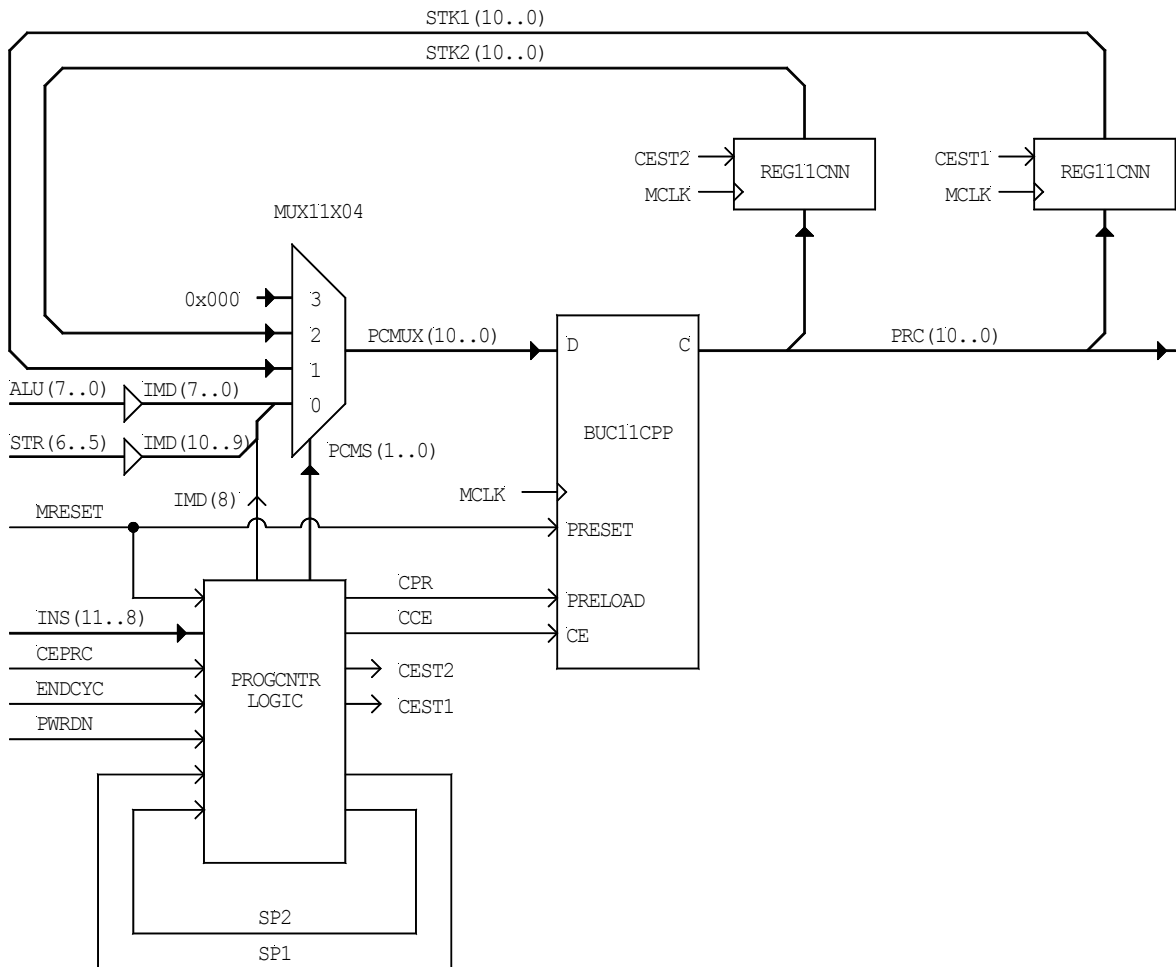 STK1(10..0)
STK2(10..0)
CEST2
REG11CNN
MCLK
CEST1
REG11CNN
MCLK
MUX11X04
0x000
3
2
1
0
PCMUX(10..0)
D
C
PRC(10..0)
ALU(7..0)
IMD(7..0)
STR(6..5)
IMD(10..9)
PCMS(1..0)
BUC11CPP
IMD(8)
MCLK
MRESET
PRESET
CPR
PRELOAD
INS(11..8)
CCE
CE
CEPRC
PROGCNTR
LOGIC
CEST2
ENDCYC
CEST1
PWRDN
SP2
SP1